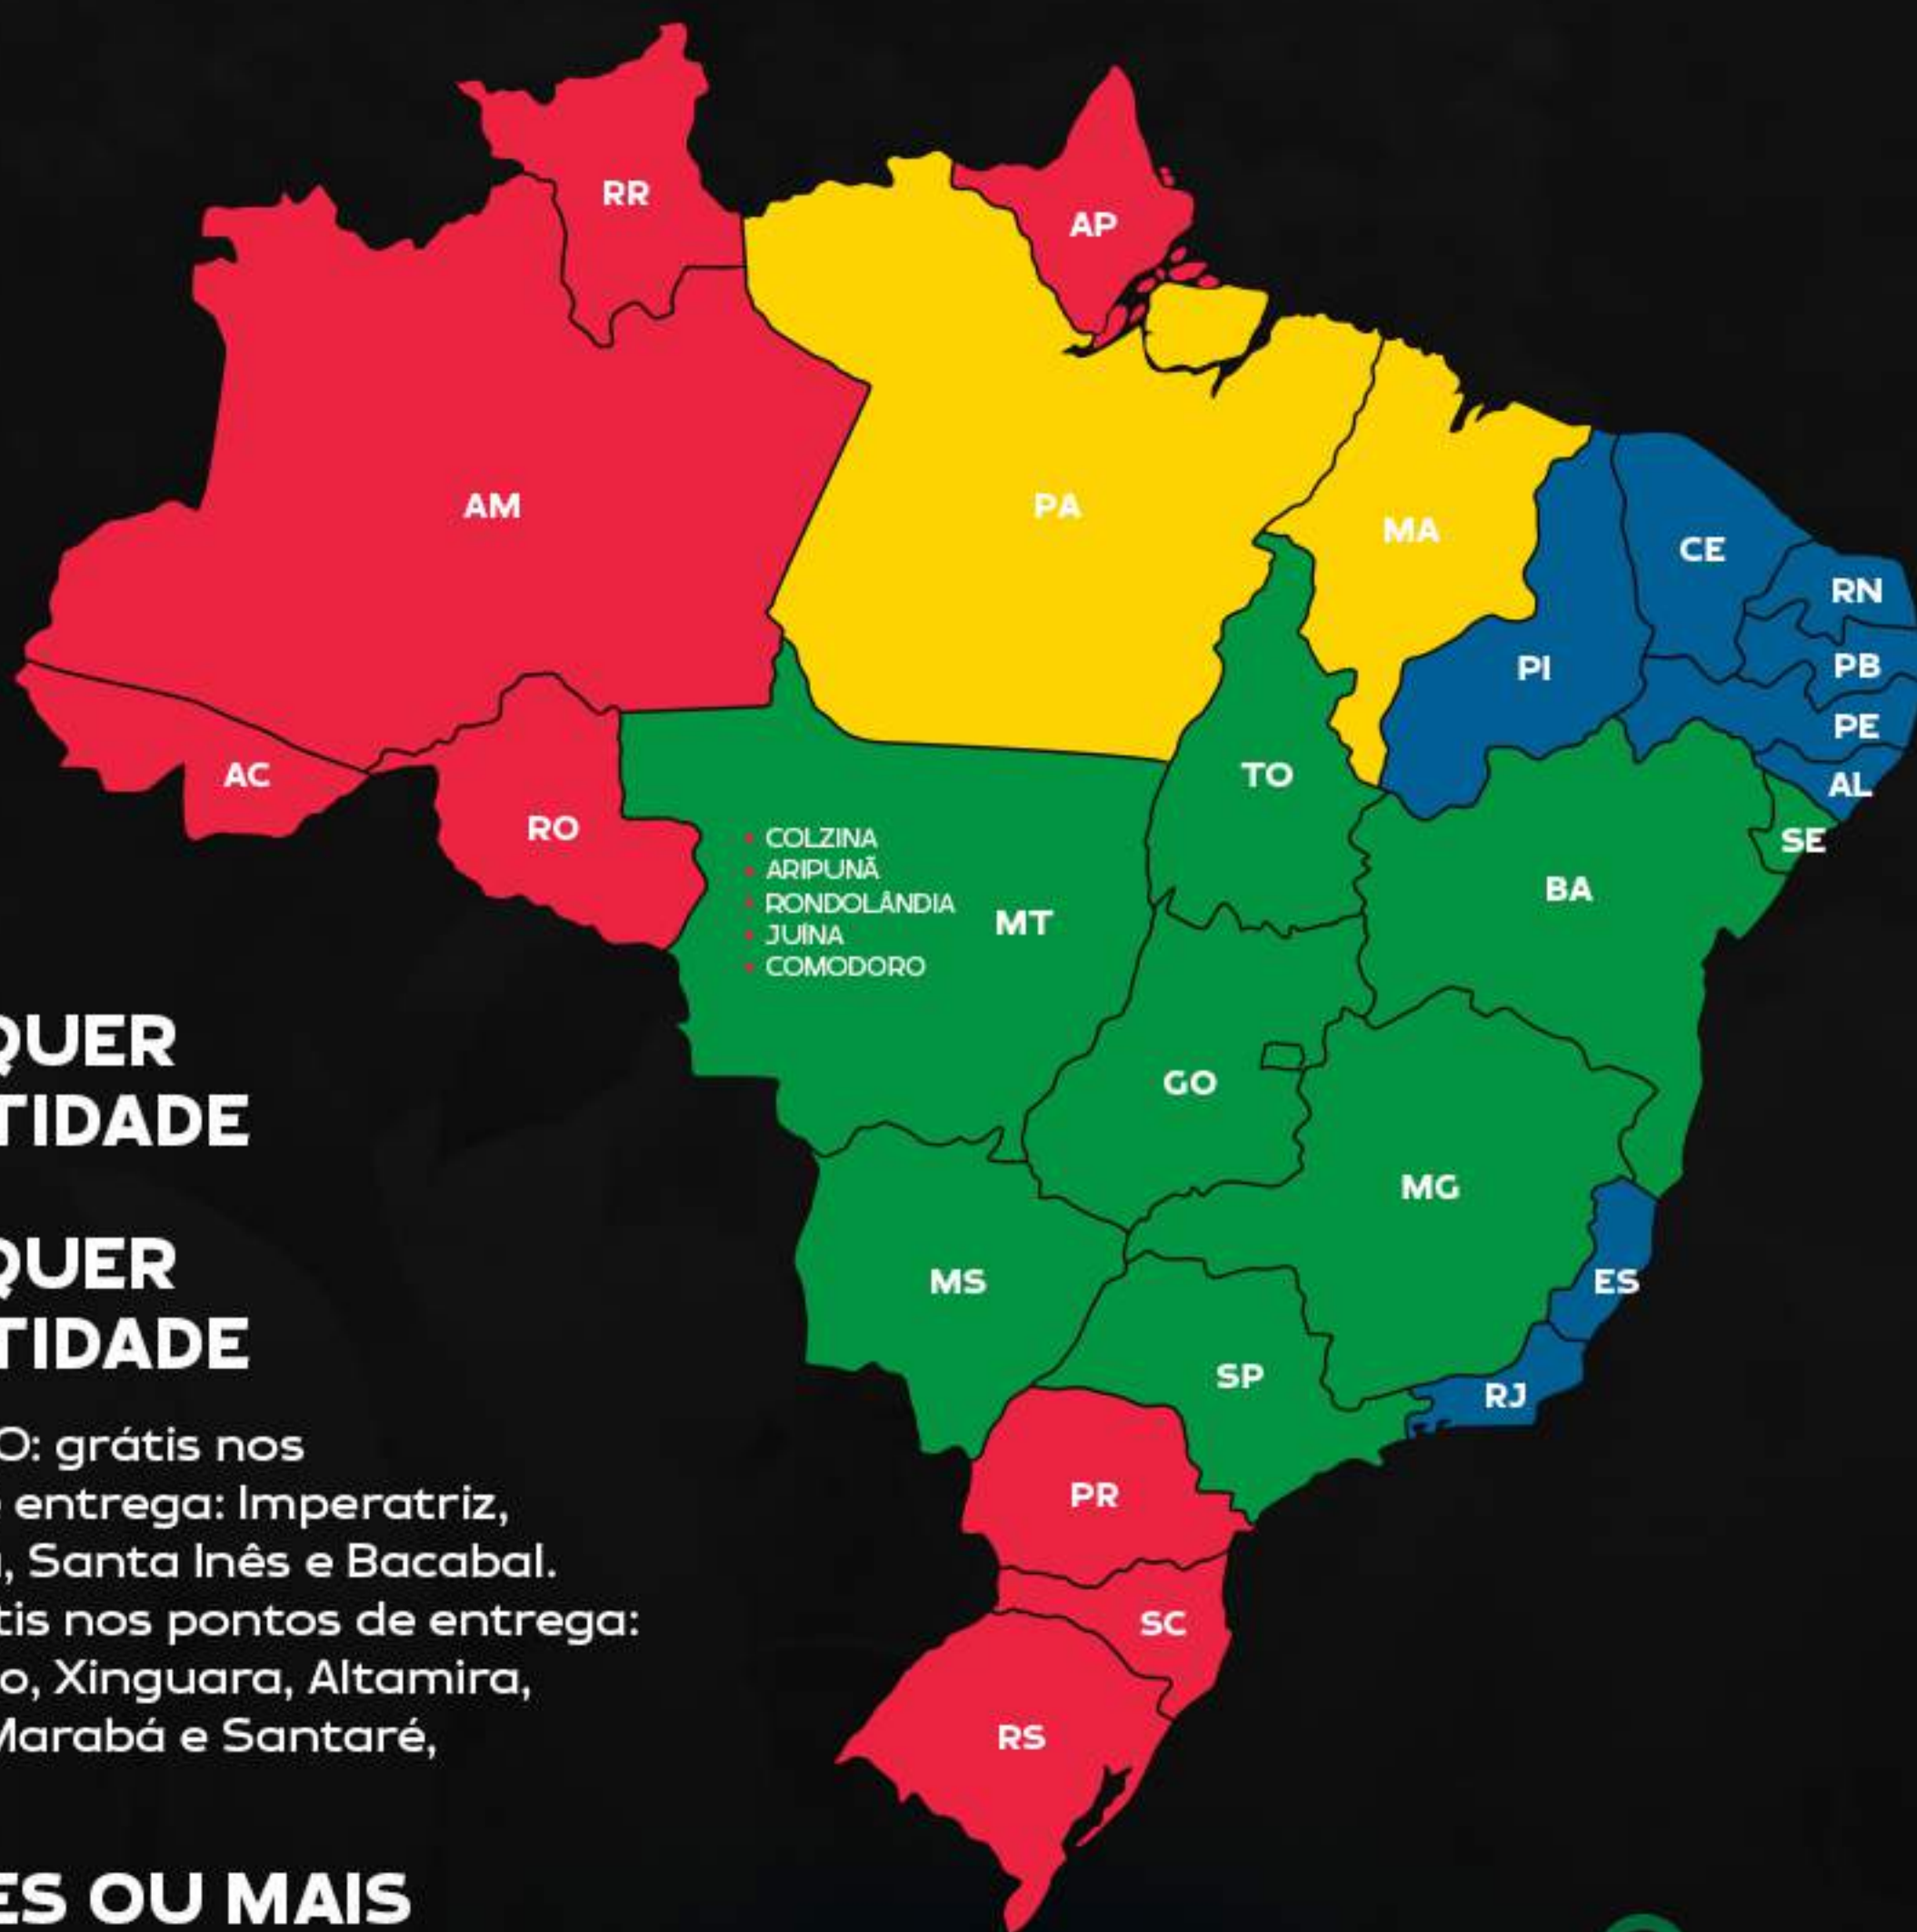 RR
AP
AM
PA
MA
CE
RN
PI
PB
PE
AC
TO
AL
RO
COLZINA
SE
ARIPUNÃ
BA
RONDOLÂNDIA
MT
JUÍNA
COMODORO
QUER
TIDADE
GO
MG
QUER
MS
ES
TIDADE
SP
RJ
O: grátis nos
PR
e entrega: Imperatriz,
, Santa Inês e Bacabal.
tis nos pontos de entrega:
SC
o, Xinguara, Altamira,
Marabá e Santaré,
RS
ES OU MAIS